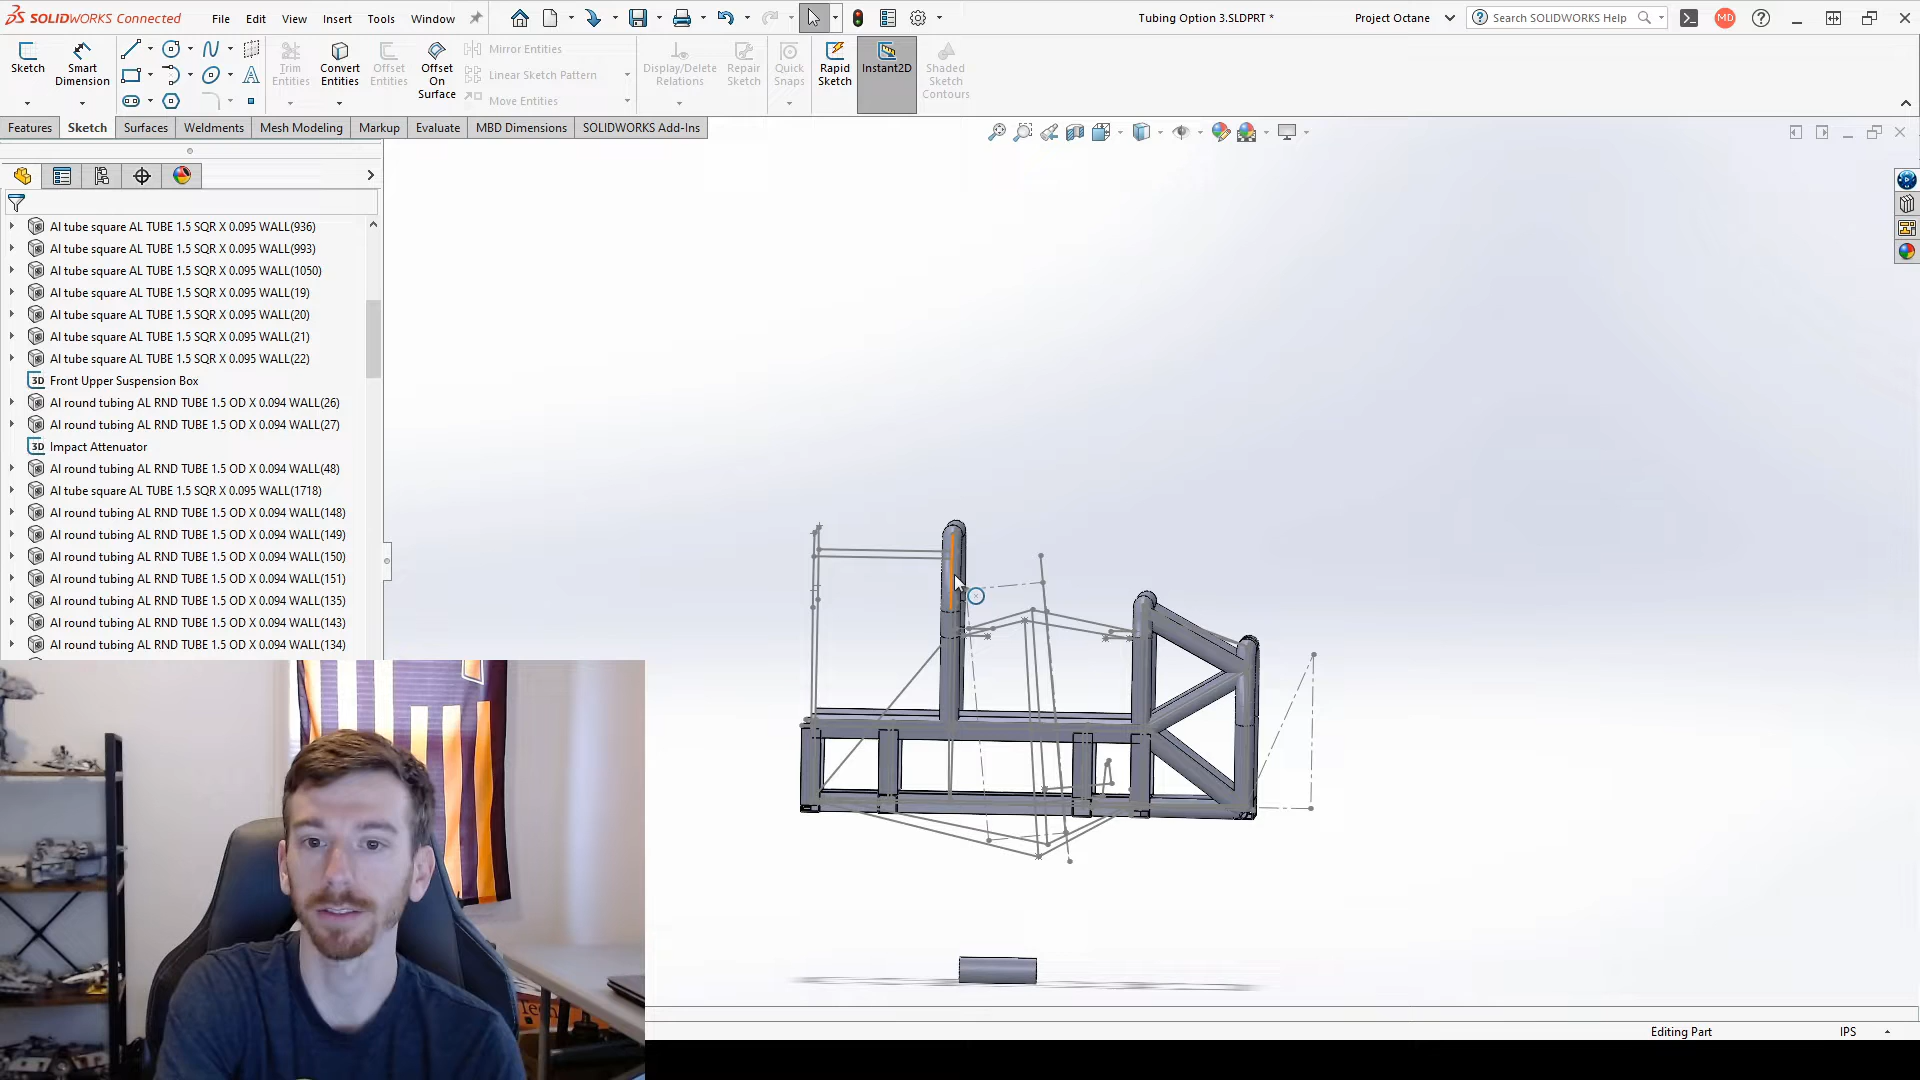 SOLIDWORKS Connected
File Edit View Insert Tools Window
Tubing Option 3.SLDPRT *
Project Octane
Search SOLIDWORKS Help
MD
Sketch
Smart Dimension
Trim Entities
Convert Entities
Offset Entities
Offset On Surface
Mirror Entities
Linear Sketch Pattern
Move Entities
Display/Delete Relations
Repair Sketch
Quick Snaps
Rapid Sketch
Instant2D
Shaded Sketch Contours
Features Sketch Surfaces Weldments Mesh Modeling Markup Evaluate MBD Dimensions SOLIDWORKS Add-Ins
Al tube square AL TUBE 1.5 SQR X 0.095 WALL(936)
Al tube square AL TUBE 1.5 SQR X 0.095 WALL(993)
Al tube square AL TUBE 1.5 SQR X 0.095 WALL(1050)
Al tube square AL TUBE 1.5 SQR X 0.095 WALL(19)
Al tube square AL TUBE 1.5 SQR X 0.095 WALL(20)
Al tube square AL TUBE 1.5 SQR X 0.095 WALL(21)
Al tube square AL TUBE 1.5 SQR X 0.095 WALL(22)
3D Front Upper Suspension Box
Al round tubing AL RND TUBE 1.5 OD X 0.094 WALL(26)
Al round tubing AL RND TUBE 1.5 OD X 0.094 WALL(27)
3D Impact Attenuator
Al round tubing AL RND TUBE 1.5 OD X 0.094 WALL(48)
Al tube square AL TUBE 1.5 SQR X 0.095 WALL(1718)
Al round tubing AL RND TUBE 1.5 OD X 0.094 WALL(148)
Al round tubing AL RND TUBE 1.5 OD X 0.094 WALL(149)
Al round tubing AL RND TUBE 1.5 OD X 0.094 WALL(150)
Al round tubing AL RND TUBE 1.5 OD X 0.094 WALL(151)
Al round tubing AL RND TUBE 1.5 OD X 0.094 WALL(135)
Al round tubing AL RND TUBE 1.5 OD X 0.094 WALL(143)
Al round tubing AL RND TUBE 1.5 OD X 0.094 WALL(134)
Editing Part
IPS